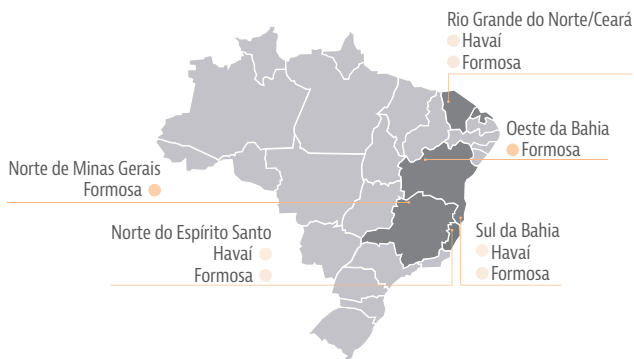 Rio Grande do Norte/Ceará
Havaí
Formosa
Oeste da Bahia
Formosa
Norte de Minas Gerais
Formosa
Norte do Espírito Santo
Havaí
Formosa
Sul da Bahia
Havaí
Formosa